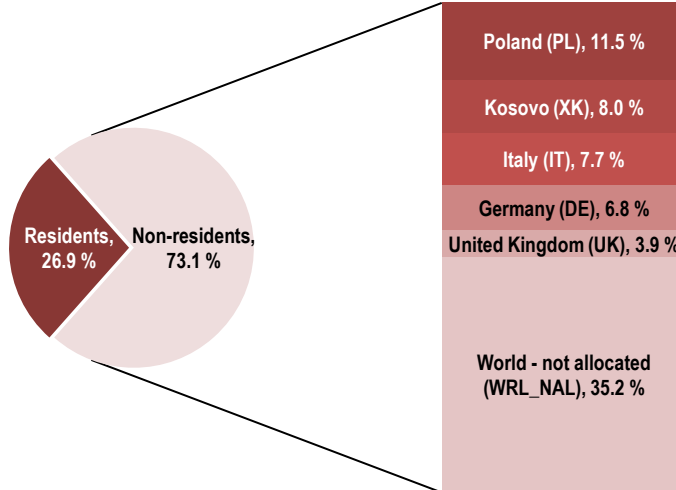 Poland (PL), 11.5 %
Kosovo (XK), 8.0 %
Italy (IT), 7.7 %
Germany (DE), 6.8 %
United Kingdom (UK), 3.9 %
World - not allocated
(WRL_NAL), 35.2 %
Residents,
26.9 %
Non-residents,
73.1 %